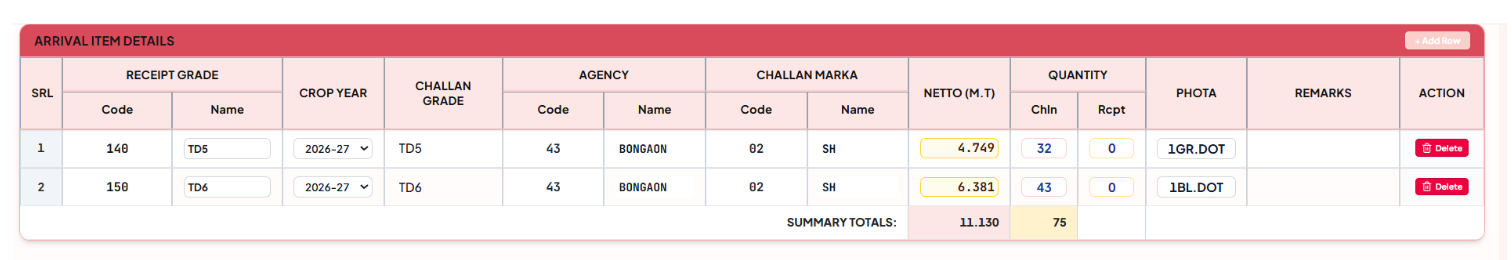 ARRIVAL ITEM DETAILS + Add Row
SRL RECEIPT GRADE CROP YEAR CHALLAN GRADE AGENCY CHALLAN MARKA NETTO (M.T) QUANTITY PHOTA REMARKS ACTION
Code Name Code Name Code Name Chln Rcpt
1 140 TD5 2026-27 TD5 43 BONGAON 02 SH 4.749 32 0 1GR.DOT Delete
2 150 TD6 2026-27 TD6 43 BONGAON 02 SH 6.381 43 0 1BL.DOT Delete
SUMMARY TOTALS: 11.130 75